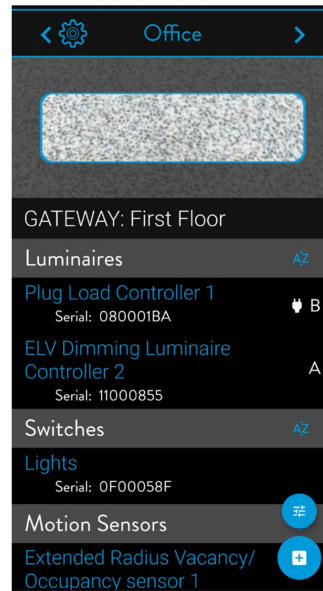 Office
GATEWAY: First Floor
Luminaires AZ
Plug Load Controller 1 B
Serial: 080001BA
ELV Dimming Luminaire
Controller 2 A
Serial: 11000855
Switches AZ
Lights
Serial: 0F00058F
Motion Sensors
Extended Radius Vacancy/
Occupancy sensor 1